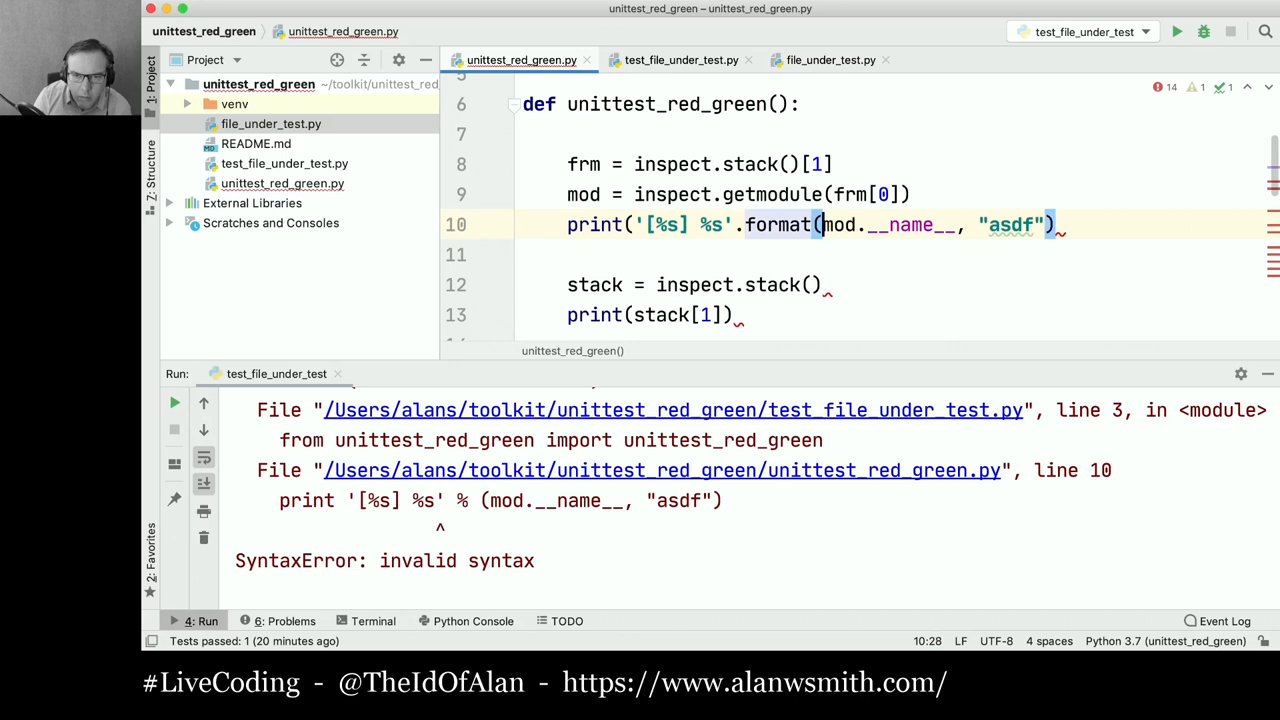 unittest_red_green – unittest_red_green.py
unittest_red_green
unittest_red_green.py
test_file_under_test
1: Project
Project
unittest_red_green ~/toolkit/unittest_red_
venv
file_under_test.py
README.md
test_file_under_test.py
unittest_red_green.py
External Libraries
Scratches and Consoles
Z: Structure
2: Favorites
unittest_red_green.py
test_file_under_test.py
file_under_test.py
14 1 1
6 def unittest_red_green():
7
8 frm = inspect.stack()[1]
9 mod = inspect.getmodule(frm[0])
10 print('[%s] %s'.format(mod.__name__, "asdf")
11
12 stack = inspect.stack()
13 print(stack[1])
unittest_red_green()
Run: test_file_under_test
File "/Users/alans/toolkit/unittest_red_green/test_file_under_test.py", line 3, in <module>
from unittest_red_green import unittest_red_green
File "/Users/alans/toolkit/unittest_red_green/unittest_red_green.py", line 10
print '[%s] %s' % (mod.__name__, "asdf")
^
SyntaxError: invalid syntax
4: Run
6: Problems
Terminal
Python Console
TODO
Event Log
Tests passed: 1 (20 minutes ago)
10:28 LF UTF-8 4 spaces Python 3.7 (unittest_red_green)
#LiveCoding - @TheIdOfAlan - https://www.alanwsmith.com/